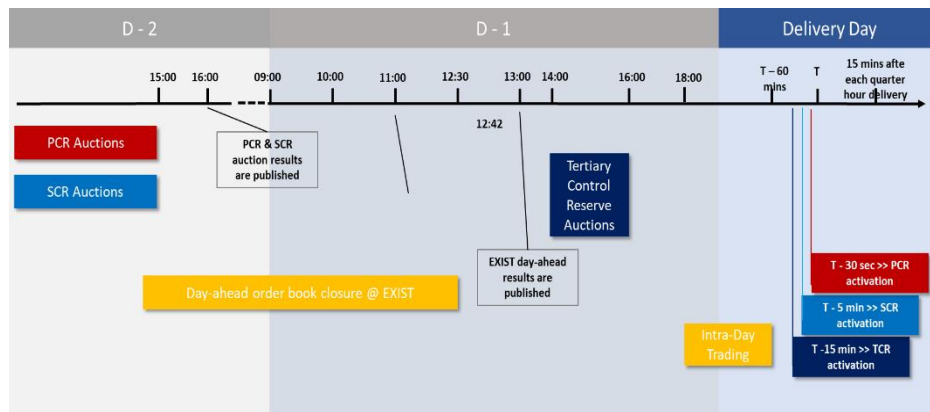 D - 2
D - 1
Delivery Day
15:00
16:00
09:00
10:00
11:00
12:30
13:00
14:00
16:00
18:00
T – 60
mins
T
15 mins afte
each quarter
hour delivery
12:42
PCR Auctions
SCR Auctions
PCR & SCR
auction results
are published
Tertiary
Control
Reserve
Auctions
EXIST day-ahead
results are
published
Day-ahead order book closure @ EXIST
Intra-Day
Trading
T - 30 sec >> PCR
activation
T - 5 min >> SCR
activation
T -15 min >> TCR
activation